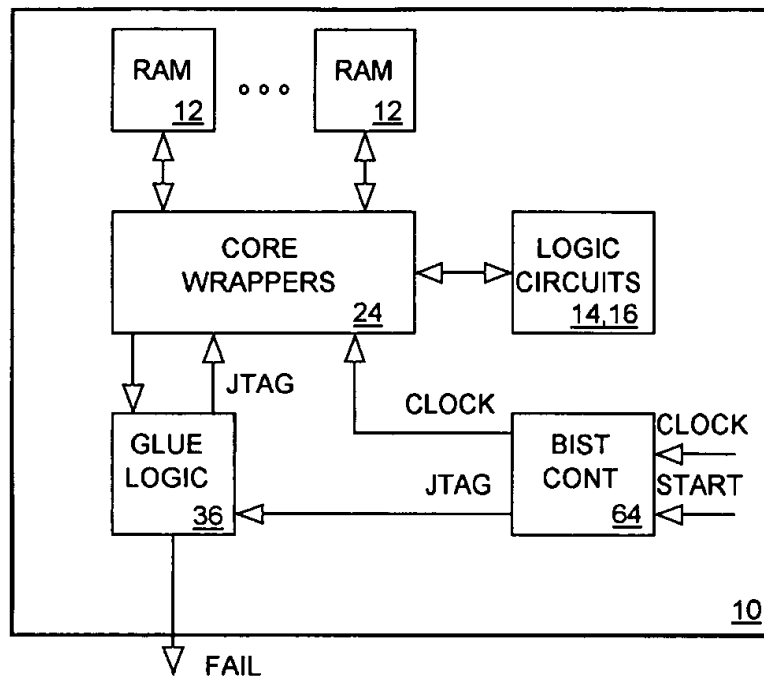 RAM
12
RAM
12
CORE
WRAPPERS
24
LOGIC
CIRCUITS
14,16
JTAG
CLOCK
GLUE
LOGIC
36
JTAG
BIST
CONT
64
CLOCK
START
10
FAIL